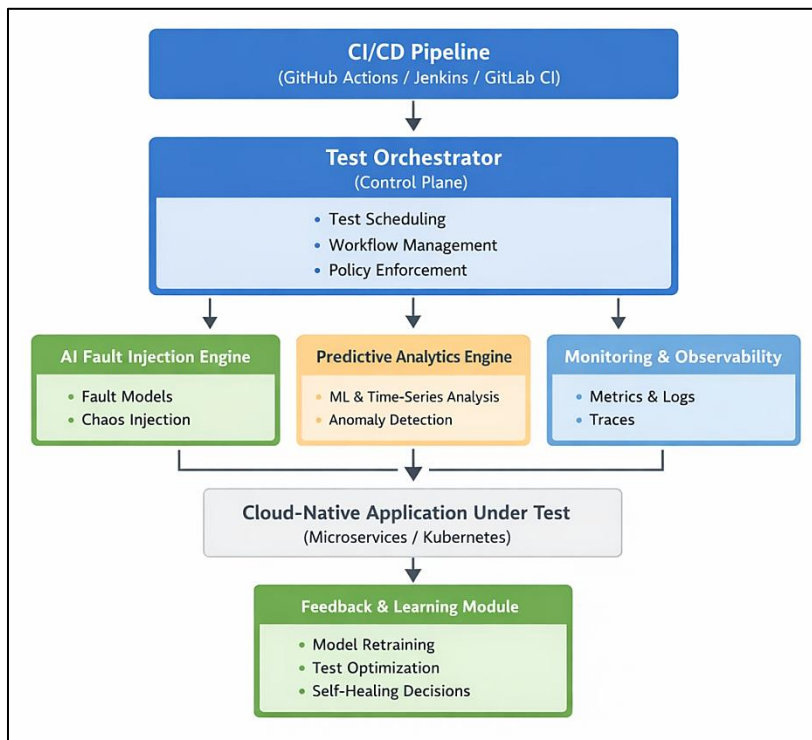 CI/CD Pipeline
(GitHub Actions / Jenkins / GitLab CI)
Test Orchestrator
(Control Plane)
• Test Scheduling
• Workflow Management
• Policy Enforcement
AI Fault Injection Engine
• Fault Models
• Chaos Injection
Predictive Analytics Engine
• ML & Time-Series Analysis
• Anomaly Detection
Monitoring & Observability
• Metrics & Logs
• Traces
Cloud-Native Application Under Test
(Microservices / Kubernetes)
Feedback & Learning Module
• Model Retraining
• Test Optimization
• Self-Healing Decisions